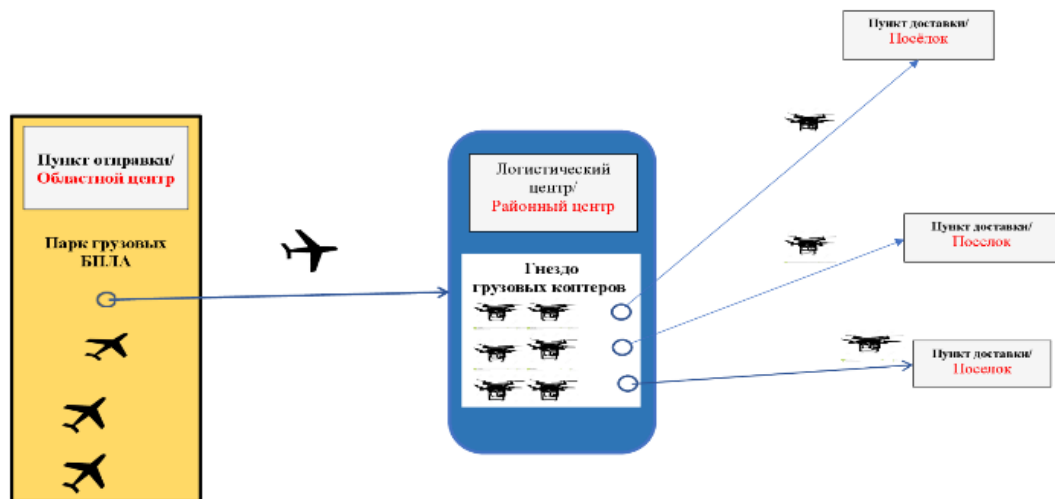 Пункт доставки/
Посёлок
Пункт отправки/
Областной центр
Парк грузовых
БПЛА
Логистический
центр/
Районный центр
Гнездо
грузовых коптеров
Пункт доставки/
Поселок
Пункт доставки/
Поселок